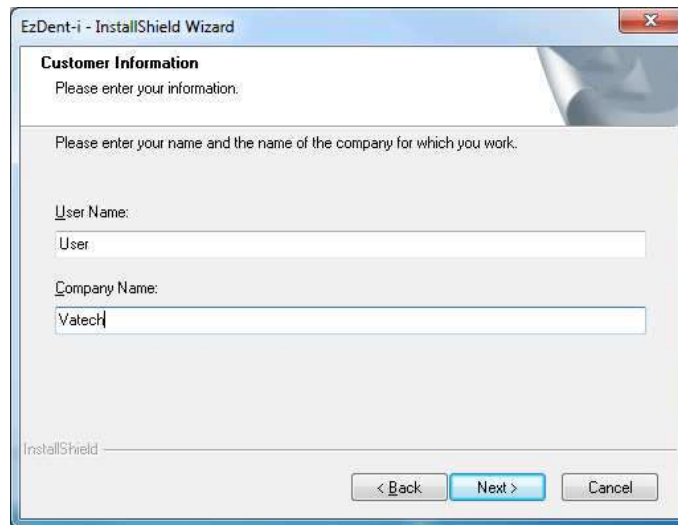 EzDent-i - InstallShield Wizard
Customer Information
Please enter your information.
Please enter your name and the name of the company for which you work.
User Name:
User
Company Name:
Vatech
InstallShield
< Back Next > Cancel